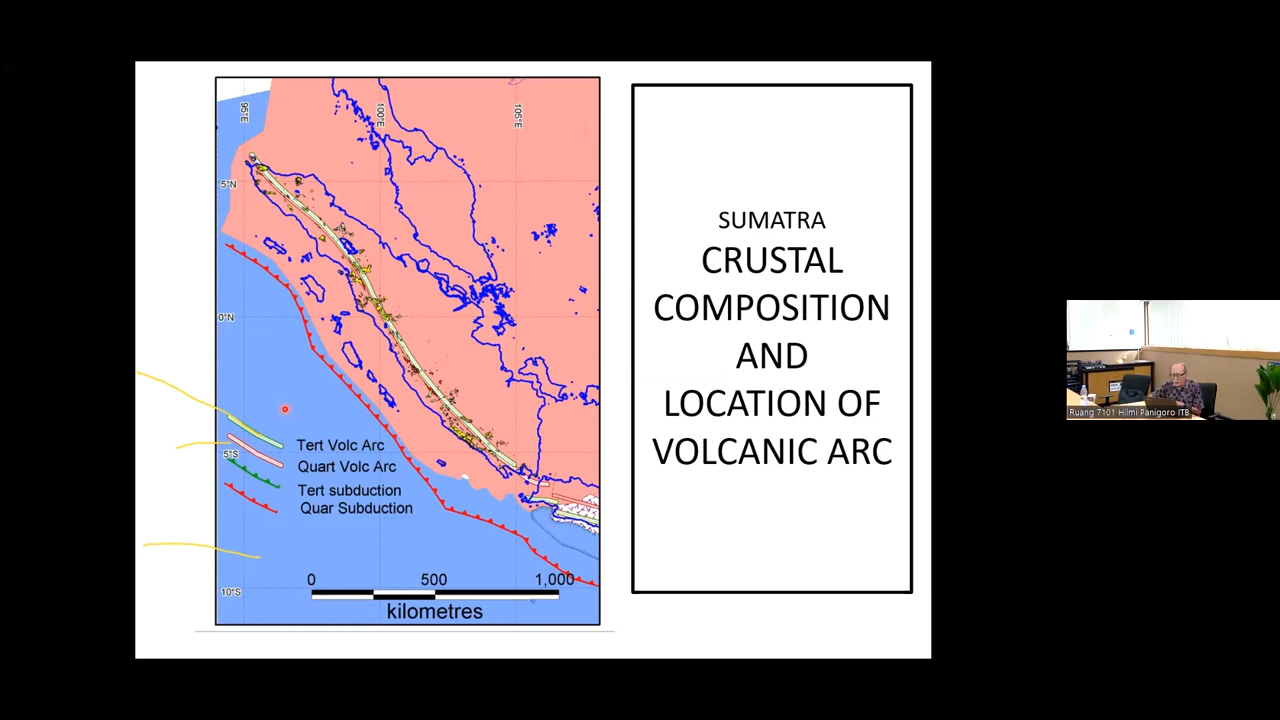 95°E
100°E
105°E
5°N
0°N
5°S
10°S
Tert Volc Arc
Quart Volc Arc
Tert subduction
Quar Subduction
0 500 1,000
kilometres
SUMATRA
CRUSTAL
COMPOSITION
AND
LOCATION OF
VOLCANIC ARC
Ruang 7101 Hilmi Panigoro ITB